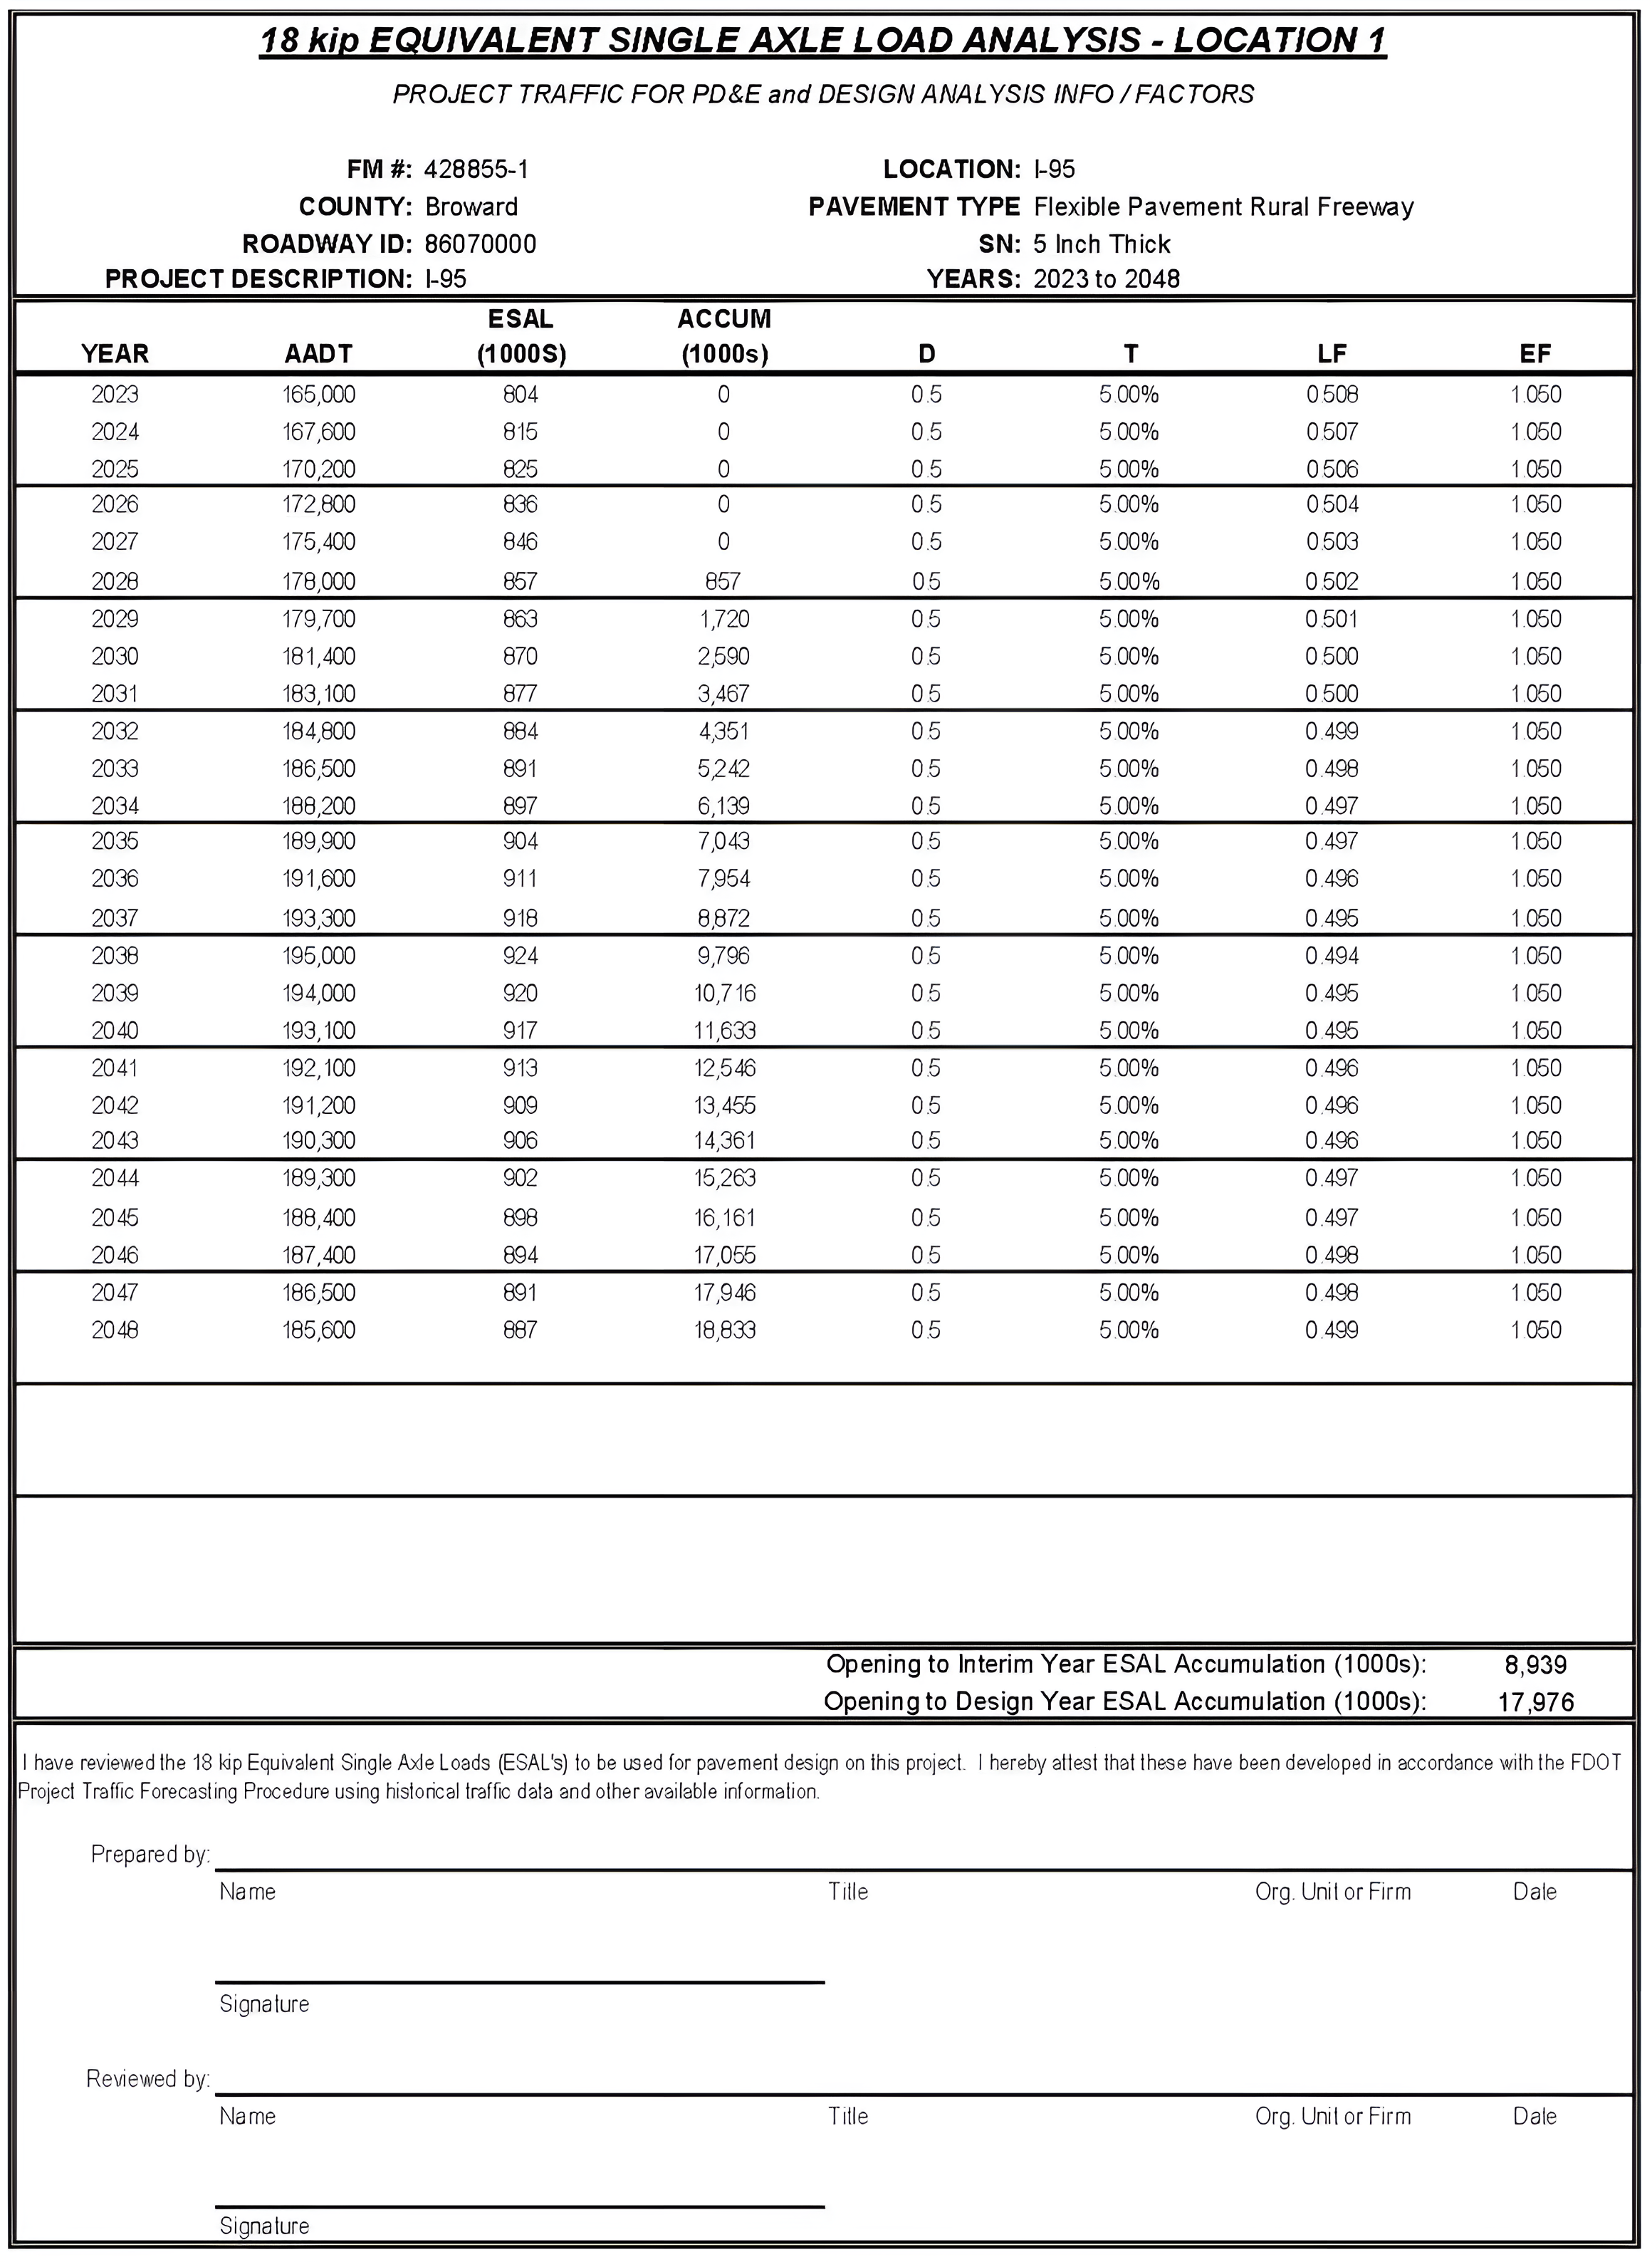 18 kip EQUIVALENT SINGLE AXLE LOAD ANALYSIS - LOCATION 1
PROJECT TRAFFIC FOR PD&E and DESIGN ANALYSIS INFO / FACTORS
FM #: 428855-1 LOCATION: I-95
COUNTY: Broward PAVEMENT TYPE Flexible Pavement Rural Freeway
ROADWAY ID: 86070000 SN: 5 Inch Thick
PROJECT DESCRIPTION: I-95 YEARS: 2023 to 2048
ESAL ACCUM
YEAR AADT (1000S) (1000s) D T LF EF
2023 165,000 804 0 0.5 5.00% 0.508 1.050
2024 167,600 815 0 0.5 5.00% 0.507 1.050
2025 170,200 825 0 0.5 5.00% 0.506 1.050
2026 172,800 836 0 0.5 5.00% 0.504 1.050
2027 175,400 846 0 0.5 5.00% 0.503 1.050
2028 178,000 857 857 0.5 5.00% 0.502 1.050
2029 179,700 863 1,720 0.5 5.00% 0.501 1.050
2030 181,400 870 2,590 0.5 5.00% 0.500 1.050
2031 183,100 877 3,467 0.5 5.00% 0.500 1.050
2032 184,800 884 4,351 0.5 5.00% 0.499 1.050
2033 186,500 891 5,242 0.5 5.00% 0.498 1.050
2034 188,200 897 6,139 0.5 5.00% 0.497 1.050
2035 189,900 904 7,043 0.5 5.00% 0.497 1.050
2036 191,600 911 7,954 0.5 5.00% 0.496 1.050
2037 193,300 918 8,872 0.5 5.00% 0.495 1.050
2038 195,000 924 9,796 0.5 5.00% 0.494 1.050
2039 194,000 920 10,716 0.5 5.00% 0.495 1.050
2040 193,100 917 11,633 0.5 5.00% 0.495 1.050
2041 192,100 913 12,546 0.5 5.00% 0.496 1.050
2042 191,200 909 13,455 0.5 5.00% 0.496 1.050
2043 190,300 906 14,361 0.5 5.00% 0.496 1.050
2044 189,300 902 15,263 0.5 5.00% 0.497 1.050
2045 188,400 898 16,161 0.5 5.00% 0.497 1.050
2046 187,400 894 17,055 0.5 5.00% 0.498 1.050
2047 186,500 891 17,946 0.5 5.00% 0.498 1.050
2048 185,600 887 18,833 0.5 5.00% 0.499 1.050
Opening to Interim Year ESAL Accumulation (1000s): 8,939
Opening to Design Year ESAL Accumulation (1000s): 17,976
I have reviewed the 18 kip Equivalent Single Axle Loads (ESAL's) to be used for pavement design on this project. I hereby attest that these have been developed in accordance with the FDOT
Project Traffic Forecasting Procedure using historical traffic data and other available information.
Prepared by:
Name Title Org. Unit or Firm Date
Signature
Reviewed by:
Name Title Org. Unit or Firm Date
Signature